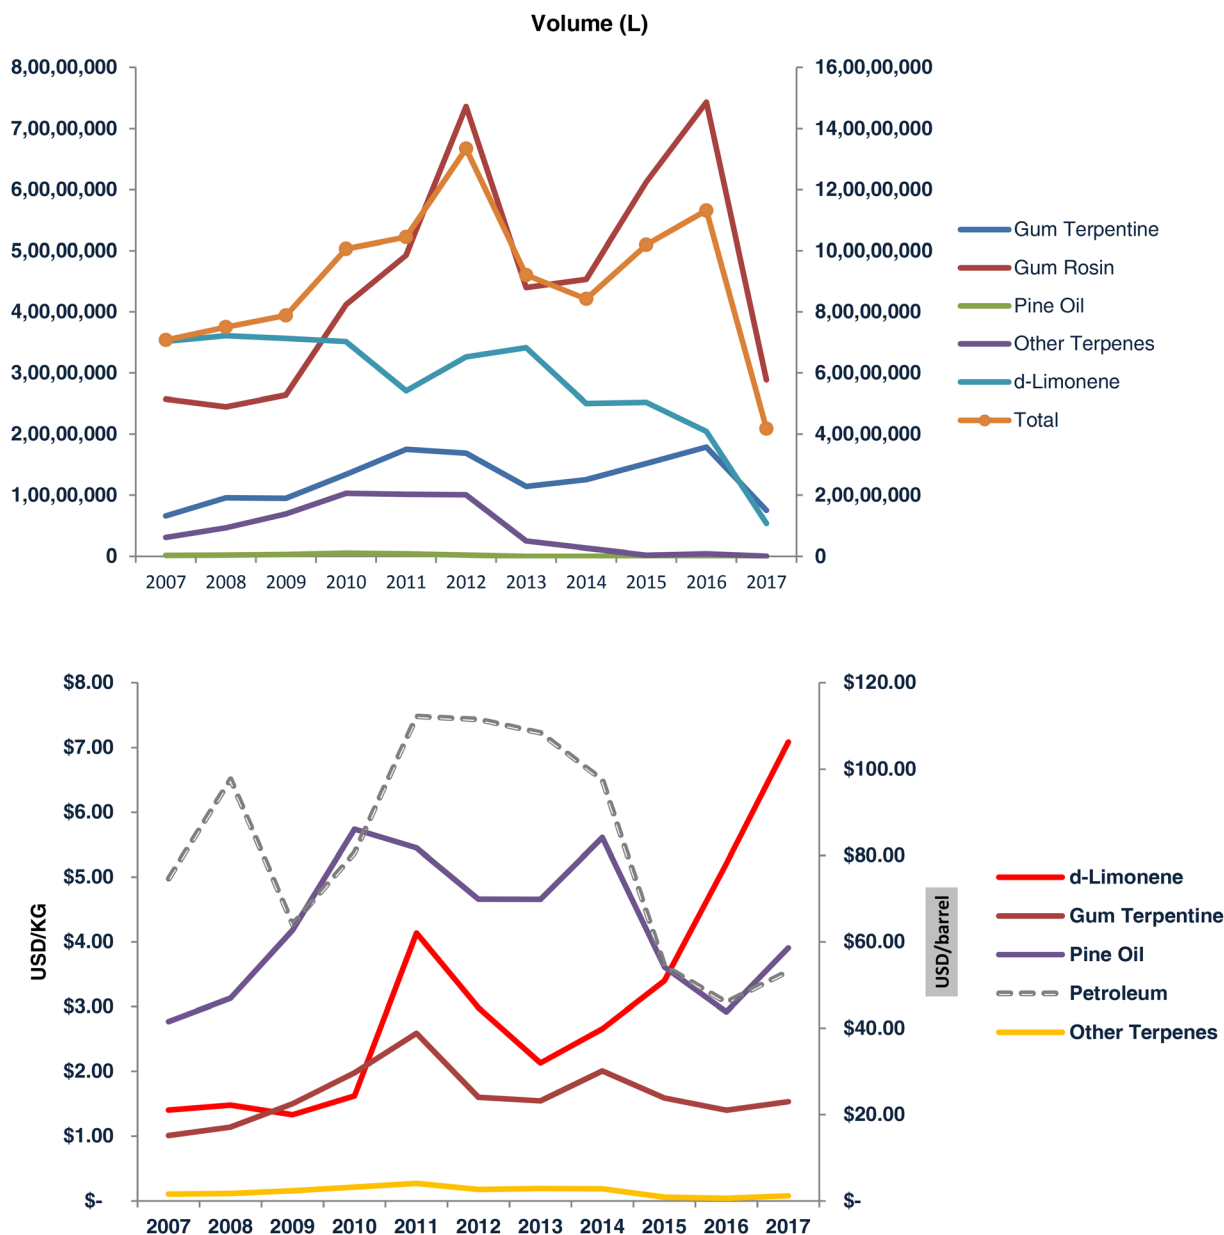 Volume (L)
8,00,00,000
7,00,00,000
6,00,00,000
5,00,00,000
4,00,00,000
3,00,00,000
2,00,00,000
1,00,00,000
0
16,00,00,000
14,00,00,000
12,00,00,000
10,00,00,000
8,00,00,000
6,00,00,000
4,00,00,000
2,00,00,000
0
2007 2008 2009 2010 2011 2012 2013 2014 2015 2016 2017
Gum Terpentine
Gum Rosin
Pine Oil
Other Terpenes
d-Limonene
Total
USD/KG
$8.00
$7.00
$6.00
$5.00
$4.00
$3.00
$2.00
$1.00
$-
$120.00
$100.00
$80.00
$60.00
$40.00
$20.00
$-
USD/barrel
2007 2008 2009 2010 2011 2012 2013 2014 2015 2016 2017
d-Limonene
Gum Terpentine
Pine Oil
Petroleum
Other Terpenes